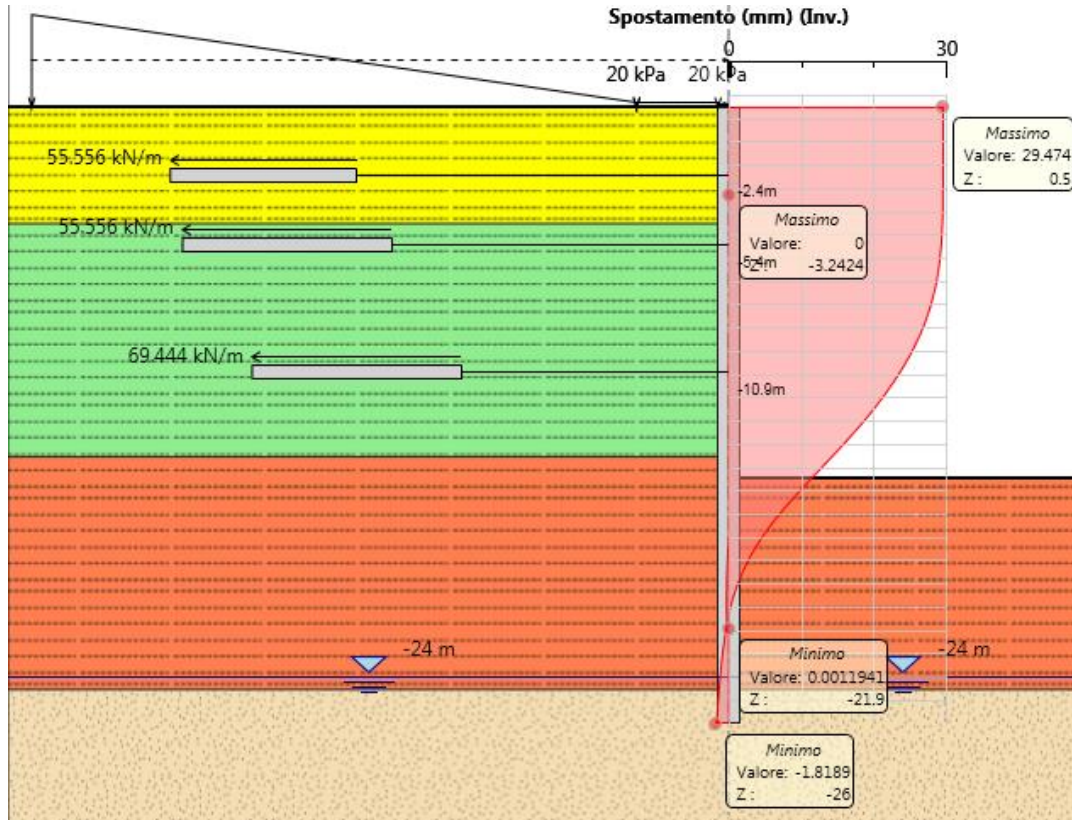 Spostamento (mm) (Inv.)
0 30
20 kPa 20 kPa
Massimo
Valore: 29.474
Z : 0.5
55.556 kN/m
-2.4m
Massimo
Valore: 0
Z : -3.2424
55.556 kN/m
-5.4m
69.444 kN/m
-10.9m
-24 m
-24 m
Minimo
Valore: 0.0011941
Z : -21.9
Minimo
Valore: -1.8189
Z : -26